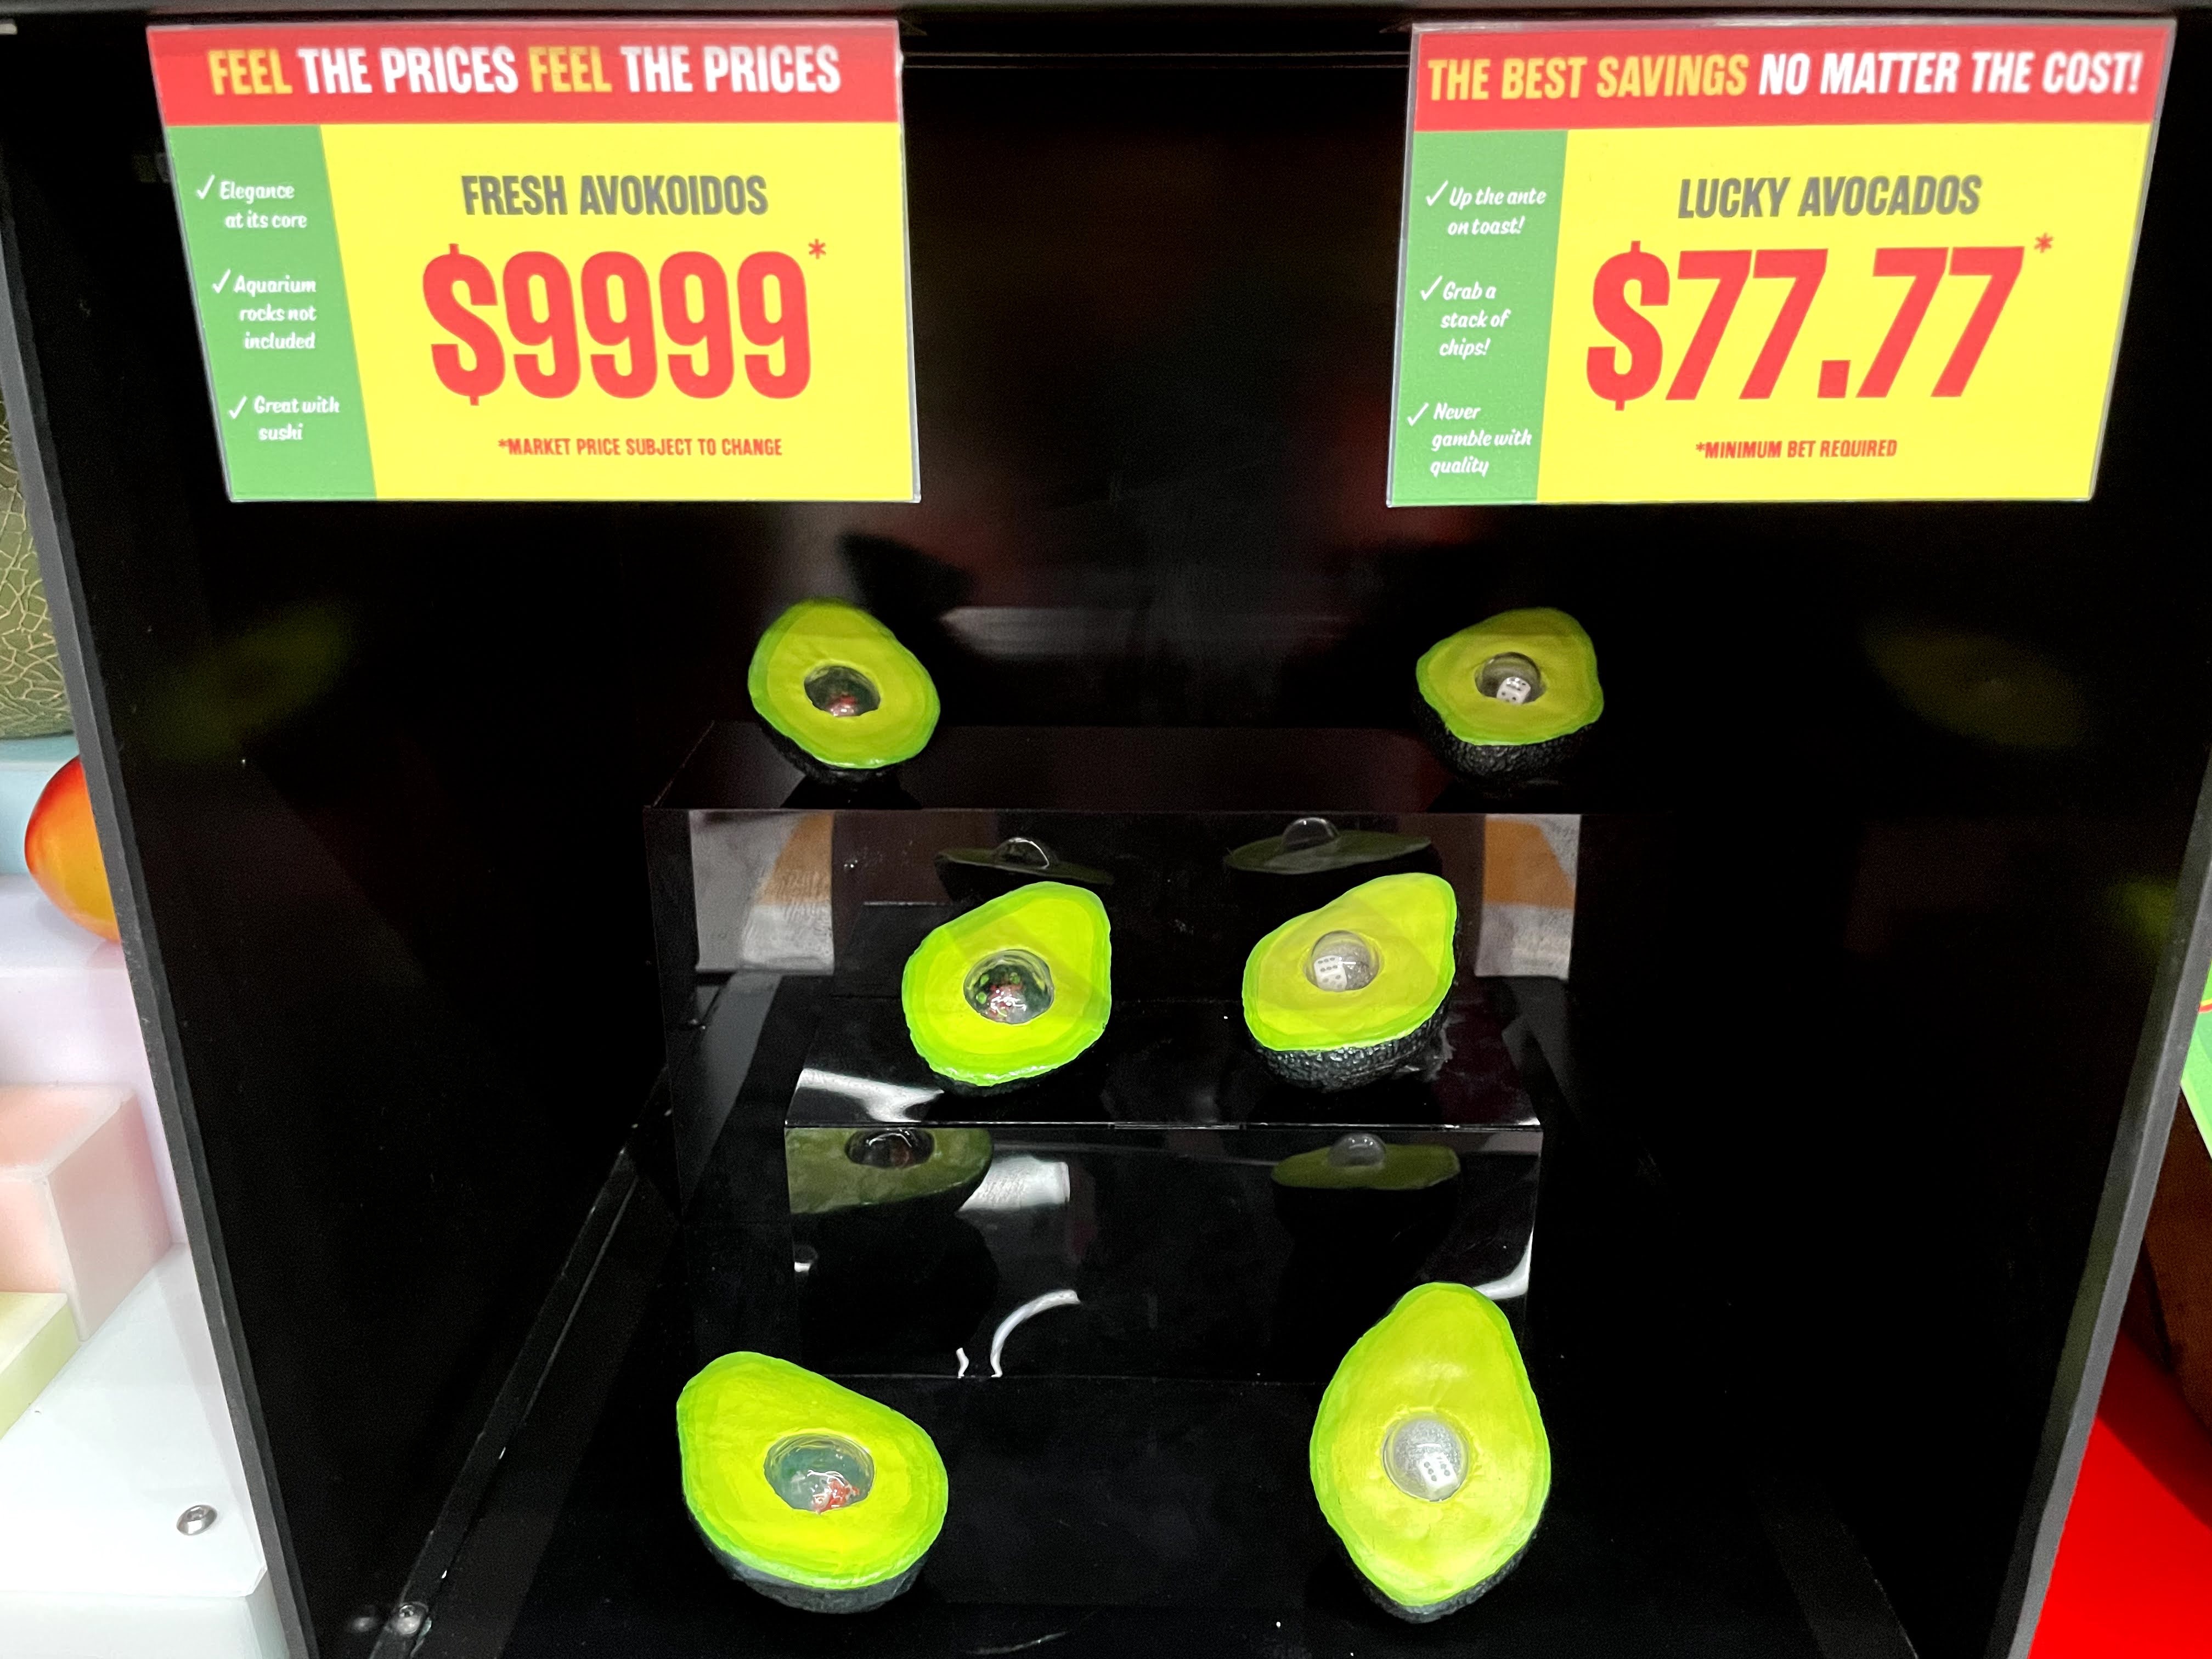 FEEL THE PRICES FEEL THE PRICES
✓ Elegance
at its core
✓ Aquarium
rocks not
included
✓ Great with
sushi
FRESH AVOKOIDOS
$9999*
*MARKET PRICE SUBJECT TO CHANGE
THE BEST SAVINGS NO MATTER THE COST!
✓ Up the ante
on toast!
✓ Grab a
stack of
chips!
✓ Never
gamble with
quality
LUCKY AVOCADOS
$77.77*
*MINIMUM BET REQUIRED